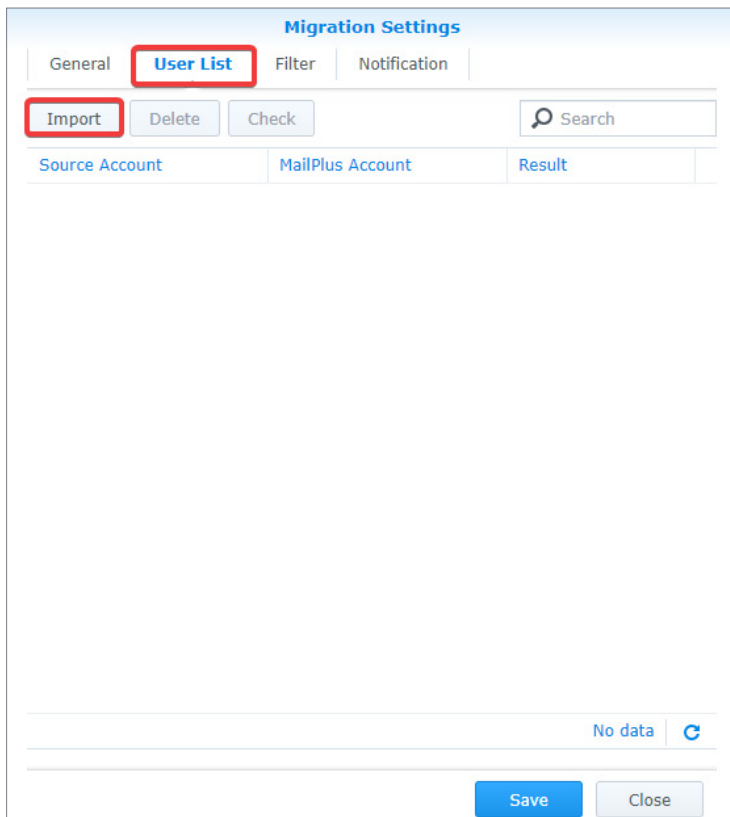 Migration Settings
General User List Filter Notification
Import Delete Check Search
Source Account MailPlus Account Result
No data
Save Close